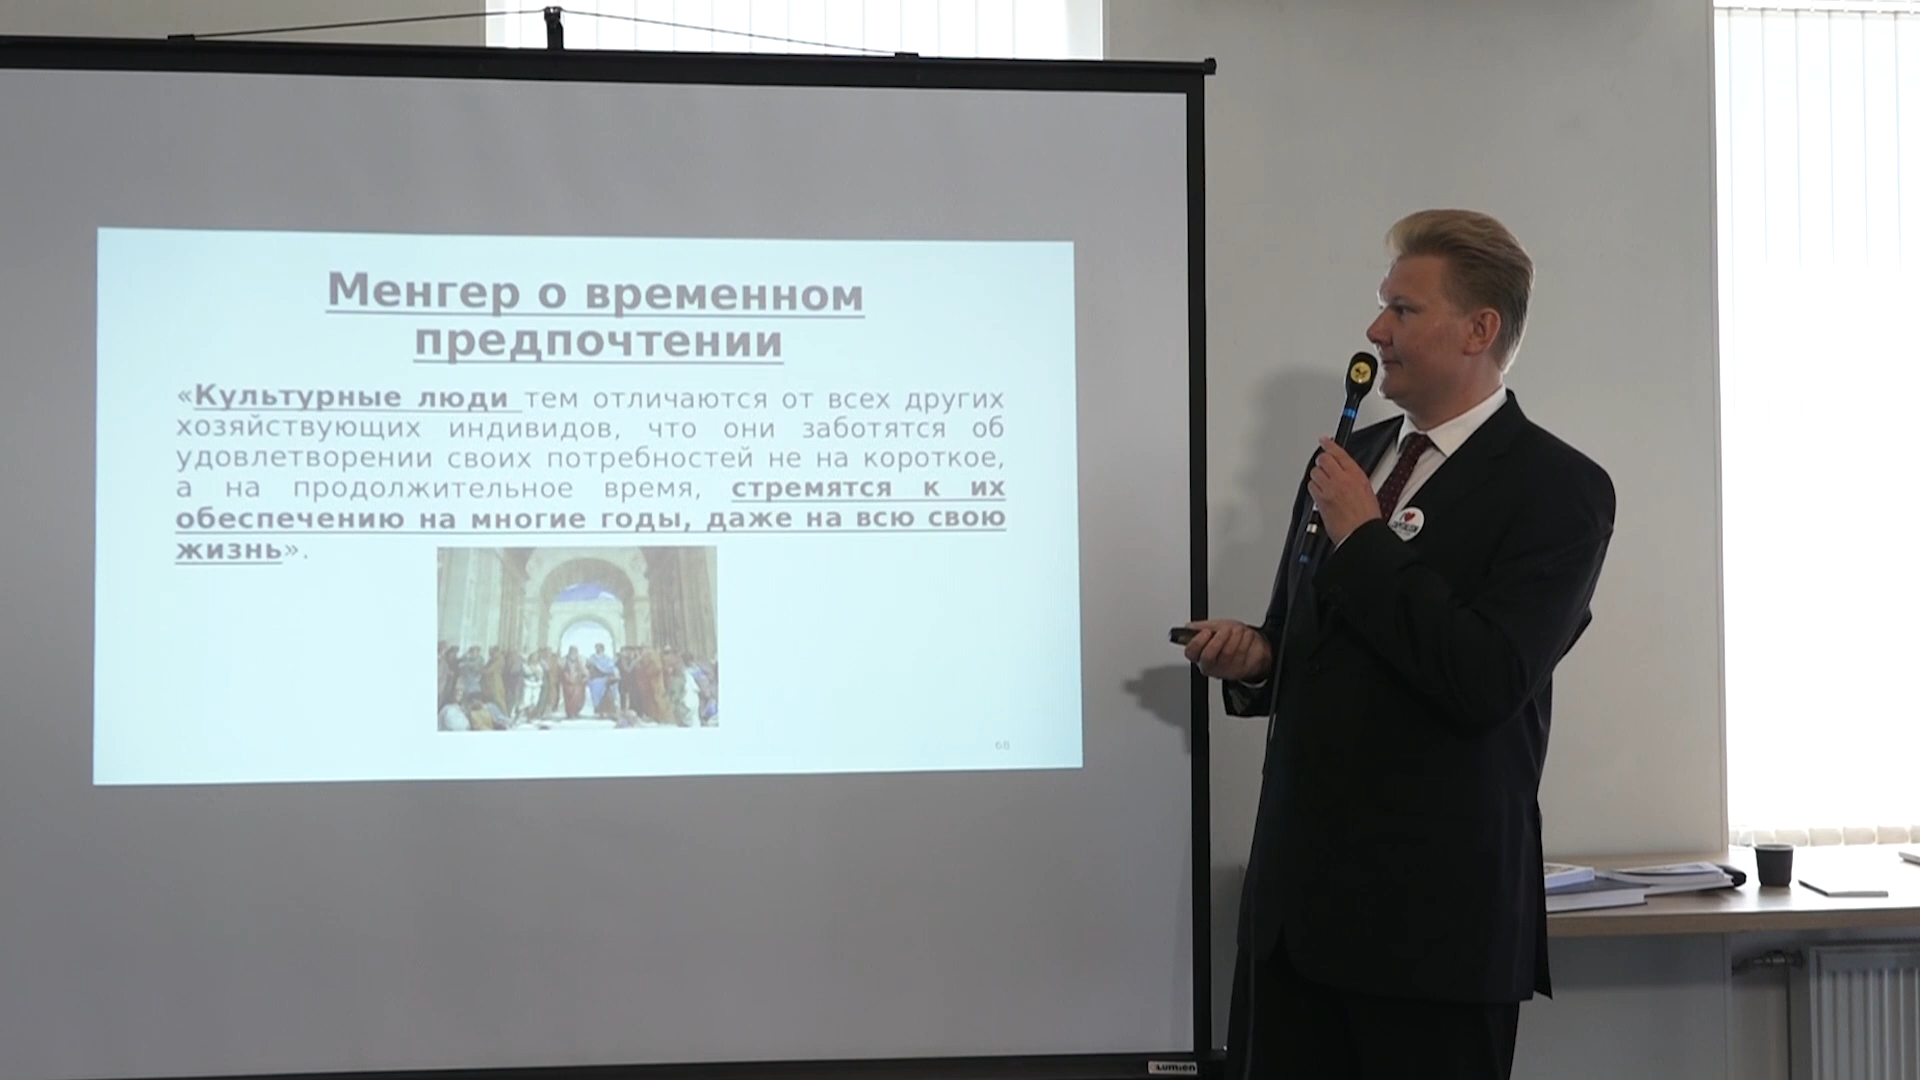 Менгер о временном
предпочтении
«Культурные люди тем отличаются от всех других
хозяйствующих индивидов, что они заботятся об
удовлетворении своих потребностей не на короткое,
а на продолжительное время, стремятся к их
обеспечению на многие годы, даже на всю свою
жизнь».
68
Lumien